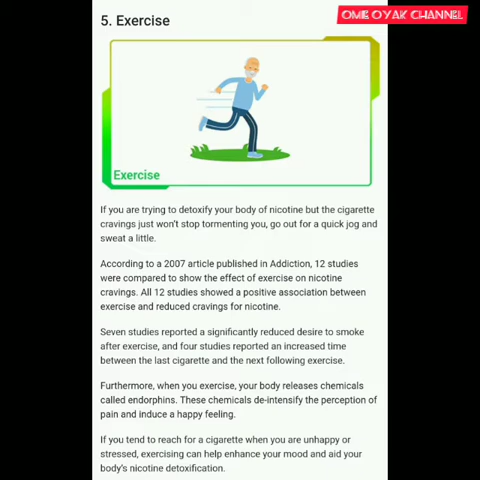 OME OYAK CHANNEL
5. Exercise
Exercise
If you are trying to detoxify your body of nicotine but the cigarette
cravings just won't stop tormenting you, go out for a quick jog and
sweat a little.
According to a 2007 article published in Addiction, 12 studies
were compared to show the effect of exercise on nicotine
cravings. All 12 studies showed a positive association between
exercise and reduced cravings for nicotine.
Seven studies reported a significantly reduced desire to smoke
after exercise, and four studies reported an increased time
between the last cigarette and the next following exercise.
Furthermore, when you exercise, your body releases chemicals
called endorphins. These chemicals de-intensify the perception of
pain and induce a happy feeling.
If you tend to reach for a cigarette when you are unhappy or
stressed, exercising can help enhance your mood and aid your
body's nicotine detoxification.